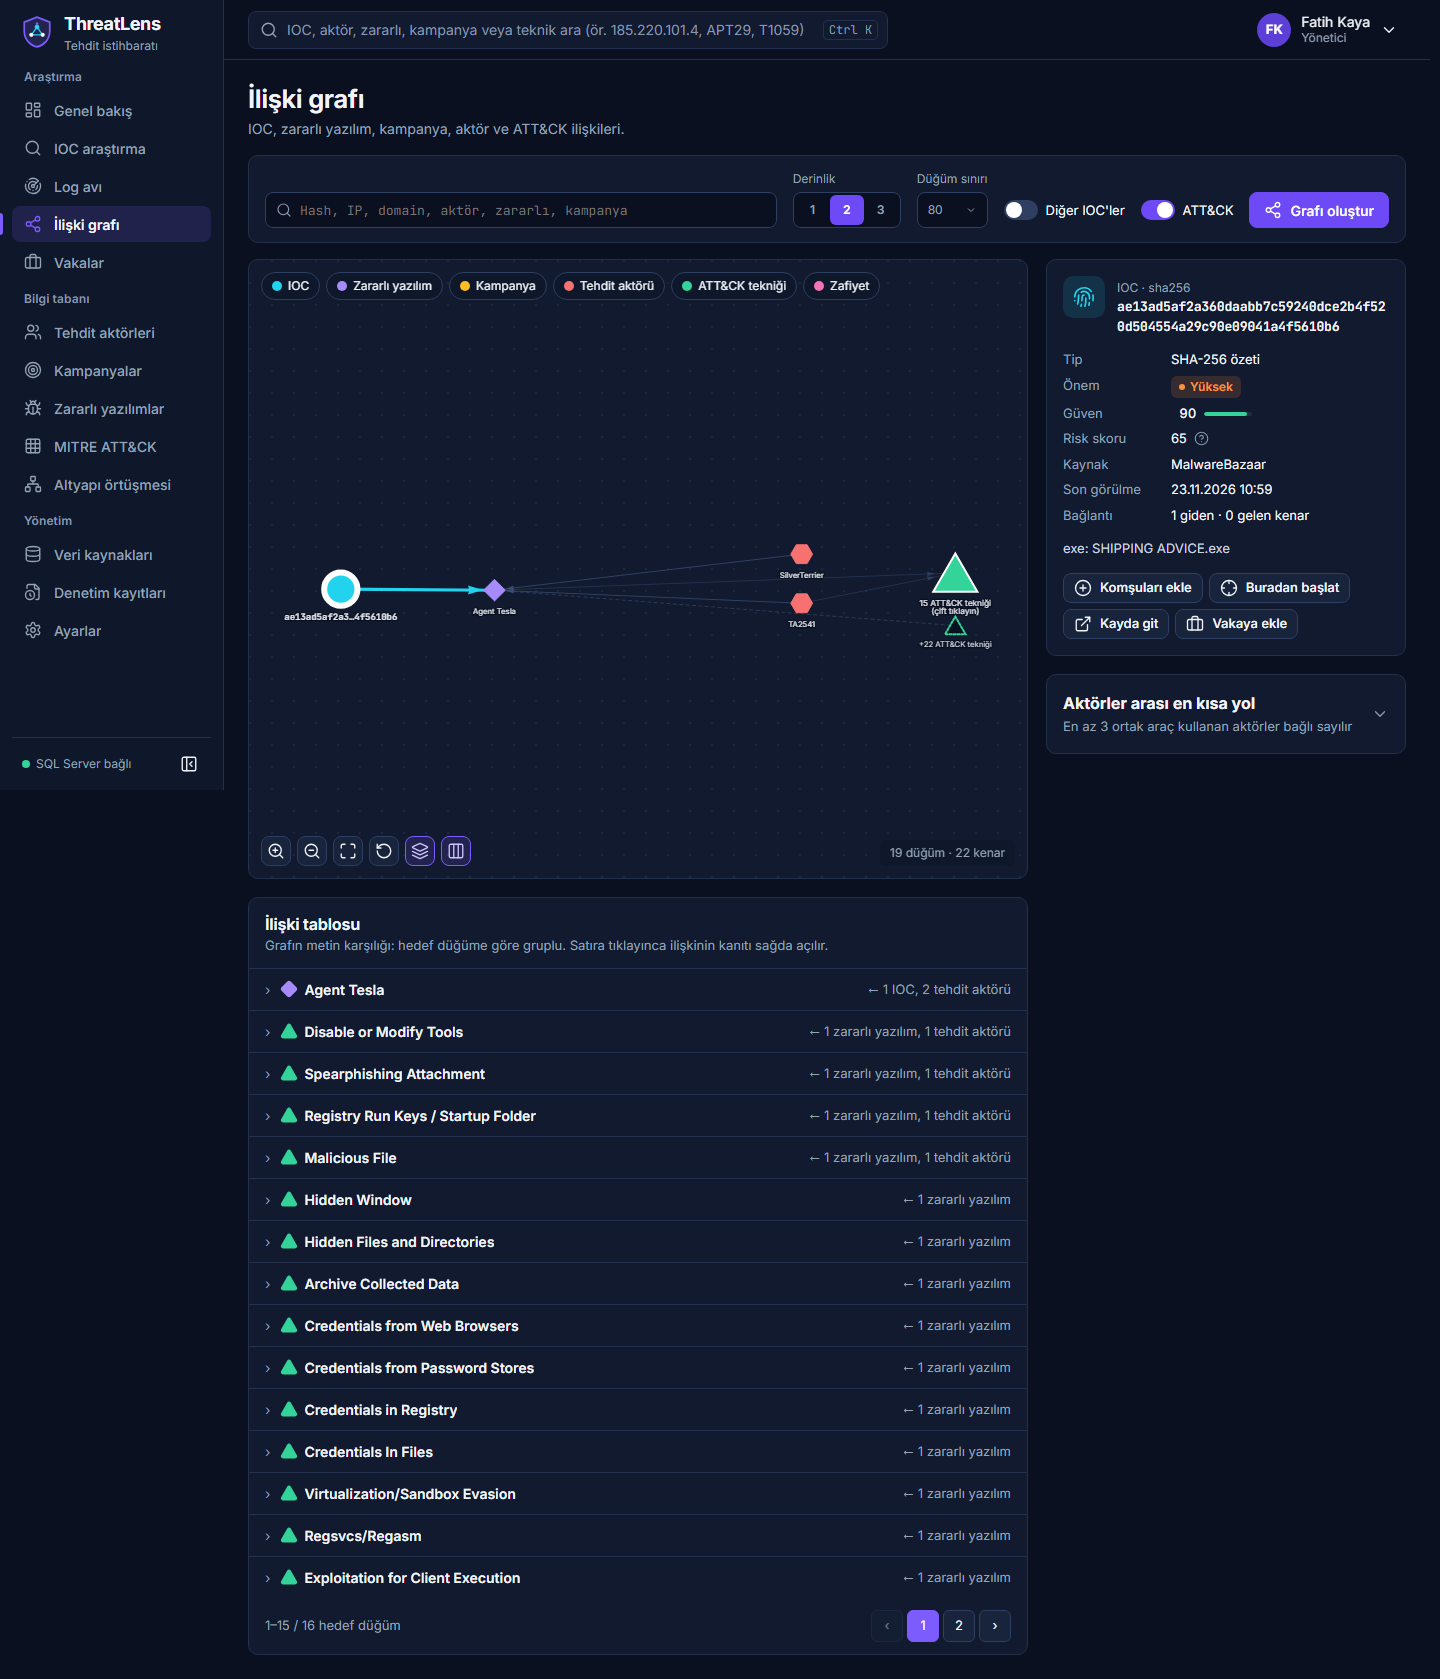 ThreatLens
Tehdit istihbaratı
IOC, aktör, zararlı, kampanya veya teknik ara (ör. 185.220.101.4, APT29, T1059)
Ctrl K
FK
Fatih Kaya
Yönetici
Araştırma
Genel bakış
IOC araştırma
Log avı
İlişki grafı
Vakalar
Bilgi tabanı
Tehdit aktörleri
Kampanyalar
Zararlı yazılımlar
MITRE ATT&CK
Altyapı örtüşmesi
Yönetim
Veri kaynakları
Denetim kayıtları
Ayarlar
SQL Server bağlı
İlişki grafı
IOC, zararlı yazılım, kampanya, aktör ve ATT&CK ilişkileri.
Hash, IP, domain, aktör, zararlı, kampanya
Derinlik
1 2 3
Düğüm sınırı
80
Diğer IOC'ler
ATT&CK
Grafı oluştur
IOC
Zararlı yazılım
Kampanya
Tehdit aktörü
ATT&CK tekniği
Zafiyet
ae13ad5af2a3…4f5610b6
Agent Tesla
SilverTerrier
TA2541
15 ATT&CK tekniği
(çift tıklayın)
+22 ATT&CK tekniği
19 düğüm · 22 kenar
IOC · sha256
ae13ad5af2a360daabb7c59240dce2b4f52
0d504554a29c90e09041a4f5610b6
Tip SHA-256 özeti
Önem Yüksek
Güven 90
Risk skoru 65
Kaynak MalwareBazaar
Son görülme 23.11.2026 10:59
Bağlantı 1 giden · 0 gelen kenar
exe: SHIPPING ADVICE.exe
Komşuları ekle
Buradan başlat
Kayda git
Vakaya ekle
Aktörler arası en kısa yol
En az 3 ortak araç kullanan aktörler bağlı sayılır
İlişki tablosu
Grafın metin karşılığı: hedef düğüme göre gruplu. Satıra tıklayınca ilişkinin kanıtı sağda açılır.
› Agent Tesla ← 1 IOC, 2 tehdit aktörü
› Disable or Modify Tools ← 1 zararlı yazılım, 1 tehdit aktörü
› Spearphishing Attachment ← 1 zararlı yazılım, 1 tehdit aktörü
› Registry Run Keys / Startup Folder ← 1 zararlı yazılım, 1 tehdit aktörü
› Malicious File ← 1 zararlı yazılım, 1 tehdit aktörü
› Hidden Window ← 1 zararlı yazılım
› Hidden Files and Directories ← 1 zararlı yazılım
› Archive Collected Data ← 1 zararlı yazılım
› Credentials from Web Browsers ← 1 zararlı yazılım
› Credentials from Password Stores ← 1 zararlı yazılım
› Credentials in Registry ← 1 zararlı yazılım
› Credentials In Files ← 1 zararlı yazılım
› Virtualization/Sandbox Evasion ← 1 zararlı yazılım
› Regsvcs/Regasm ← 1 zararlı yazılım
› Exploitation for Client Execution ← 1 zararlı yazılım
1–15 / 16 hedef düğüm
‹ 1 2 ›